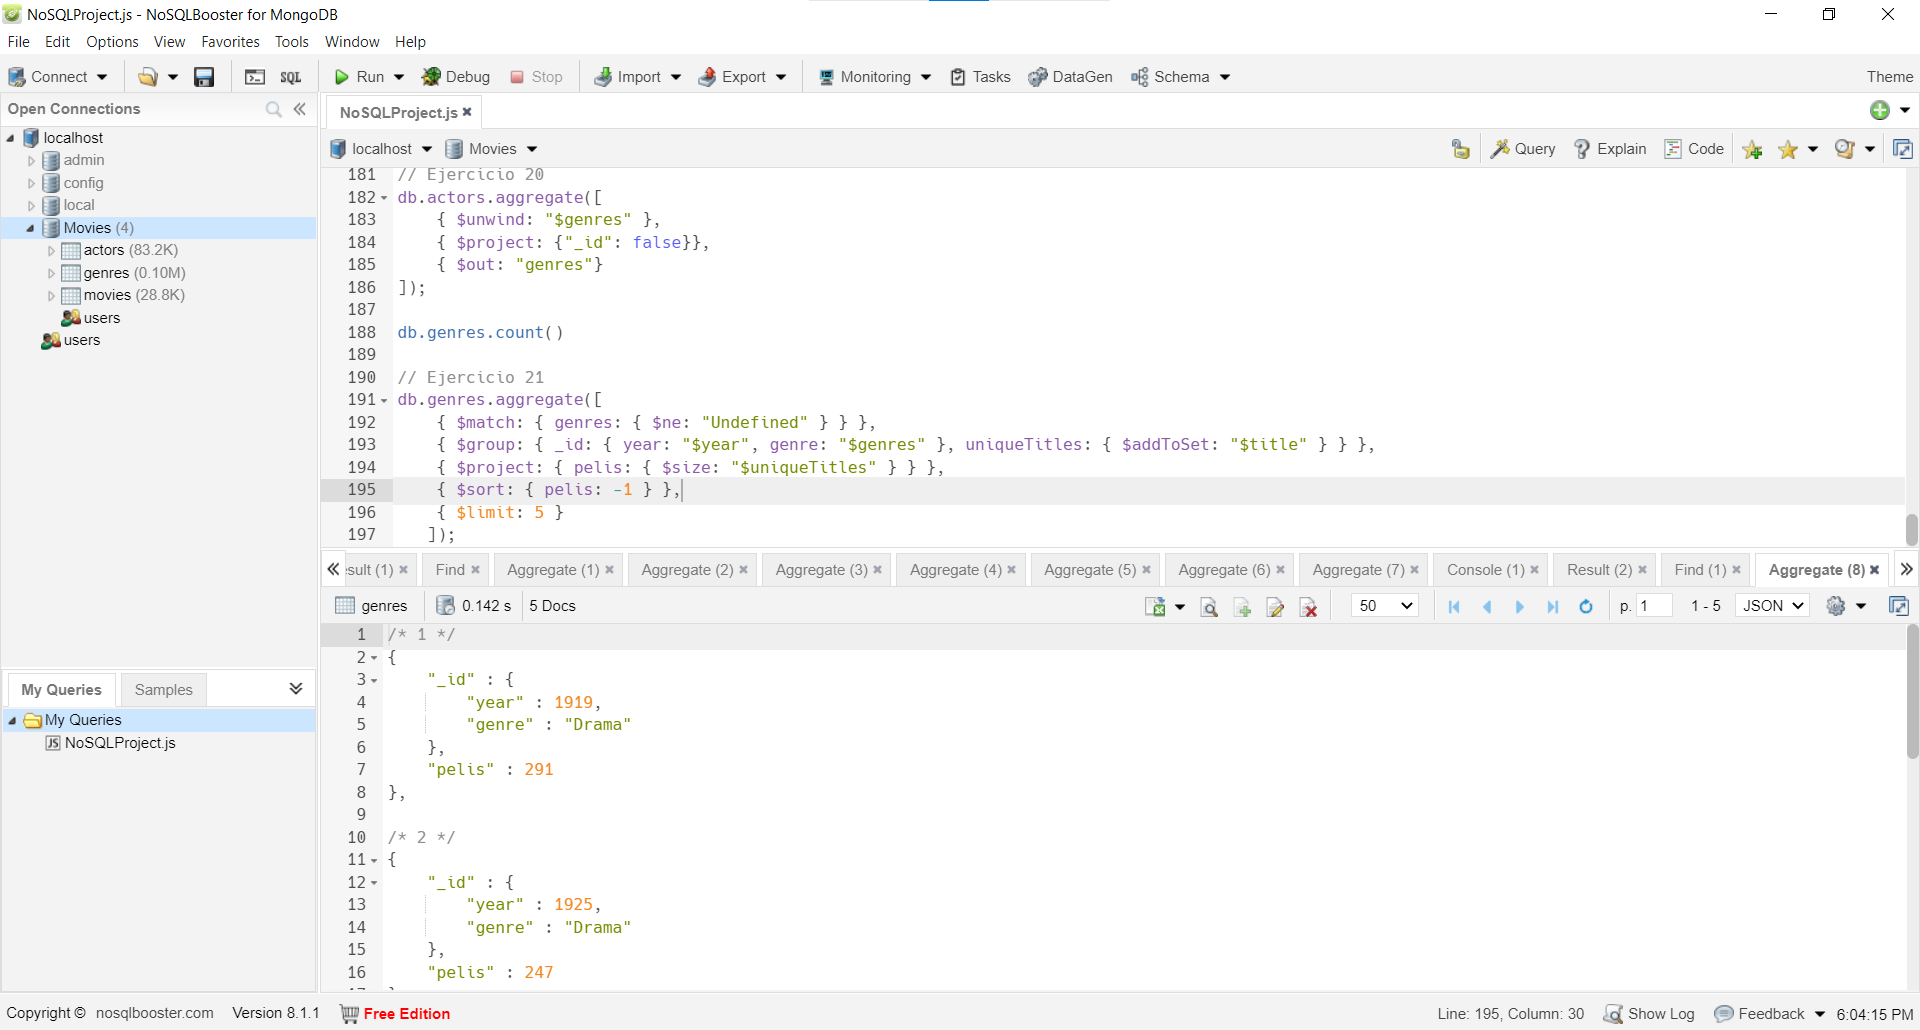 NoSQLProject.js - NoSQLBooster for MongoDB
File Edit Options View Favorites Tools Window Help
Connect SQL Run Debug Stop Import Export Monitoring Tasks DataGen Schema Theme
Open Connections
localhost
admin
config
local
Movies (4)
actors (83.2K)
genres (0.10M)
movies (28.8K)
users
users
My Queries Samples
My Queries
JS NoSQLProject.js
NoSQLProject.js
localhost Movies Query Explain Code
181 // Ejercicio 20
182 db.actors.aggregate([
183 { $unwind: "$genres" },
184 { $project: {"_id": false}},
185 { $out: "genres"}
186 ]);
187
188 db.genres.count()
189
190 // Ejercicio 21
191 db.genres.aggregate([
192 { $match: { genres: { $ne: "Undefined" } } },
193 { $group: { _id: { year: "$year", genre: "$genres" }, uniqueTitles: { $addToSet: "$title" } } },
194 { $project: { pelis: { $size: "$uniqueTitles" } } },
195 { $sort: { pelis: -1 } },
196 { $limit: 5 }
197 ]);
sult (1) Find Aggregate (1) Aggregate (2) Aggregate (3) Aggregate (4) Aggregate (5) Aggregate (6) Aggregate (7) Console (1) Result (2) Find (1) Aggregate (8)
genres 0.142 s 5 Docs 50 p. 1 1 - 5 JSON
1 /* 1 */
2 {
3 "_id" : {
4 "year" : 1919,
5 "genre" : "Drama"
6 },
7 "pelis" : 291
8 },
9
10 /* 2 */
11 {
12 "_id" : {
13 "year" : 1925,
14 "genre" : "Drama"
15 },
16 "pelis" : 247
Copyright © nosqlbooster.com Version 8.1.1 Free Edition Line: 195, Column: 30 Show Log Feedback 6:04:15 PM